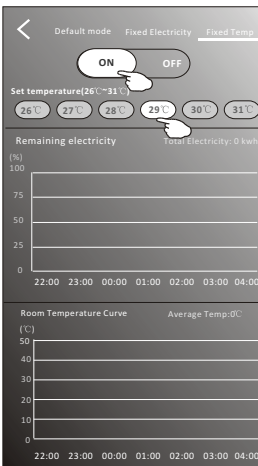 Default mode Fixed Electricity Fixed Temp
ON OFF
Set temperature(26℃~31℃)
26℃ 27℃ 28℃ 29℃ 30℃ 31℃
Remaining electricity Total Electricity: 0 kwh
(%)
100
75
50
25
0
22:00 23:00 00:00 01:00 02:00 03:00 04:00
Room Temperature Curve Average Temp:0℃
(℃)
50
40
30
20
10
0
22:00 23:00 00:00 01:00 02:00 03:00 04:00